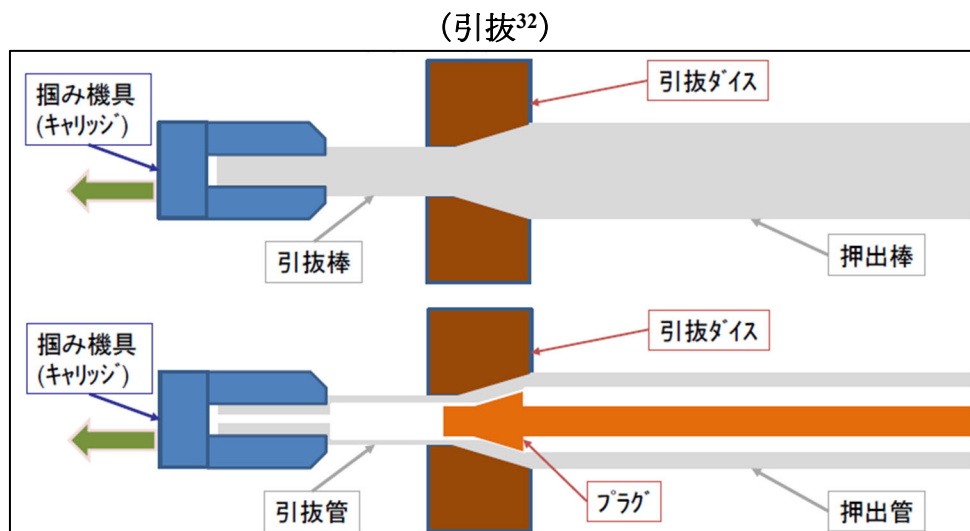 (引抜32)
掴み機具
(ｷｬﾘｯｼﾞ)
引抜ﾀﾞｲｽ
引抜棒
押出棒
掴み機具
(ｷｬﾘｯｼﾞ)
引抜ﾀﾞｲｽ
引抜管
ﾌﾟﾗｸﾞ
押出管